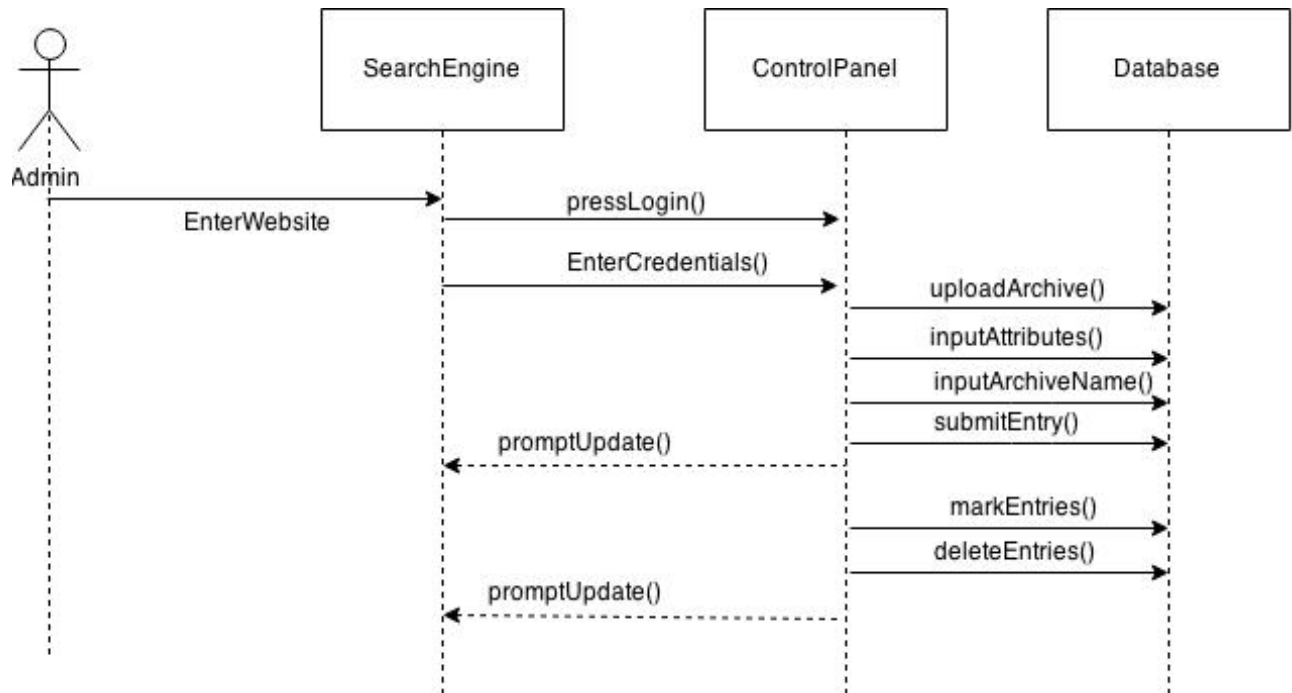 SearchEngine
ControlPanel
Database
Admin
EnterWebsite
pressLogin()
EnterCredentials()
uploadArchive()
inputAttributes()
inputArchiveName()
submitEntry()
promptUpdate()
markEntries()
deleteEntries()
promptUpdate()